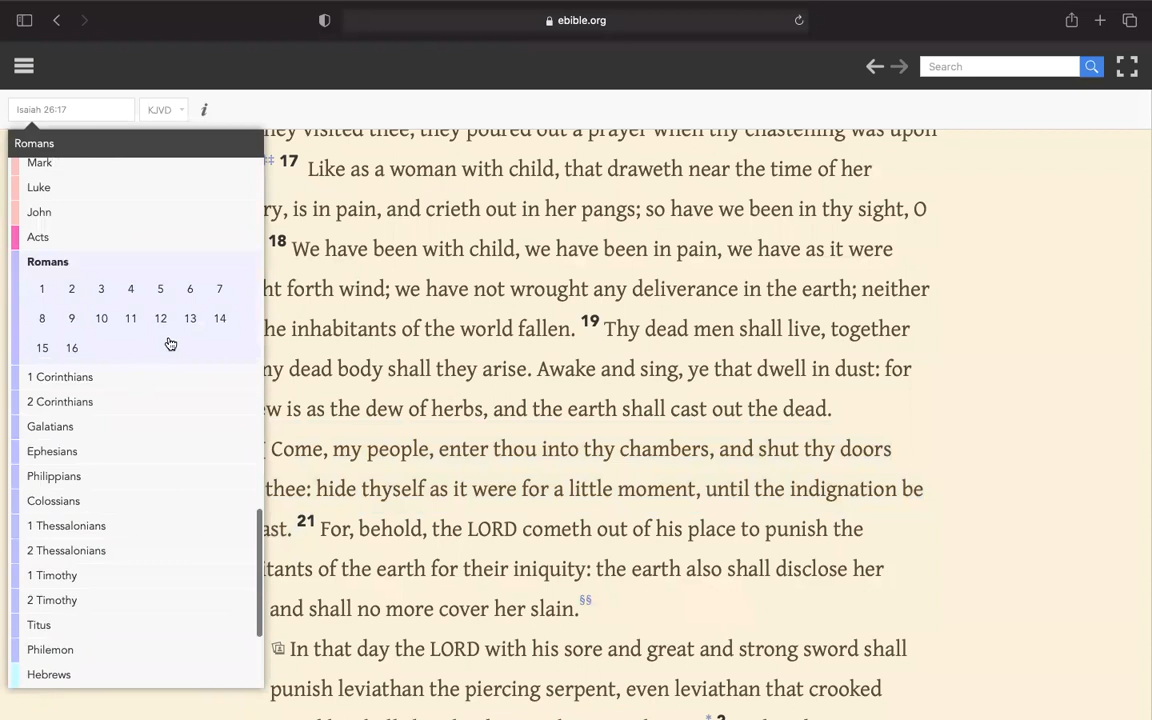 ebible.org
Search
Isaiah 26:17
KJVD
i
Romans
Mark
Luke
John
Acts
Romans
1 2 3 4 5 6 7
8 9 10 11 12 13 14
15 16
1 Corinthians
2 Corinthians
Galatians
Ephesians
Philippians
Colossians
1 Thessalonians
2 Thessalonians
1 Timothy
2 Timothy
Titus
Philemon
Hebrews
they visited thee, they poured out a prayer when thy chastening was upon
17 Like as a woman with child, that draweth near the time of her
ry, is in pain, and crieth out in her pangs; so have we been in thy sight, O
18 We have been with child, we have been in pain, we have as it were
ht forth wind; we have not wrought any deliverance in the earth; neither
he inhabitants of the world fallen. 19 Thy dead men shall live, together
ny dead body shall they arise. Awake and sing, ye that dwell in dust: for
ew is as the dew of herbs, and the earth shall cast out the dead.
Come, my people, enter thou into thy chambers, and shut thy doors
thee: hide thyself as it were for a little moment, until the indignation be
ast. 21 For, behold, the LORD cometh out of his place to punish the
itants of the earth for their iniquity: the earth also shall disclose her
and shall no more cover her slain.§§
In that day the LORD with his sore and great and strong sword shall
punish leviathan the piercing serpent, even leviathan that crooked